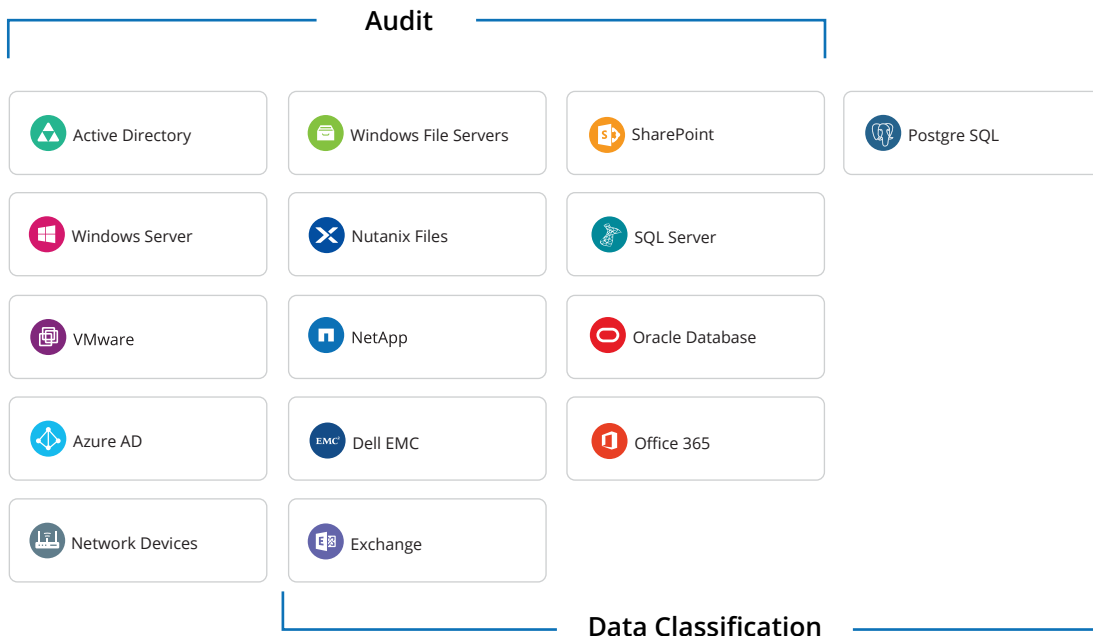 Audit
Active Directory
Windows File Servers
SharePoint
Postgre SQL
Windows Server
Nutanix Files
SQL Server
VMware
NetApp
Oracle Database
Azure AD
EMC²
Dell EMC
Office 365
Network Devices
Exchange
Data Classification